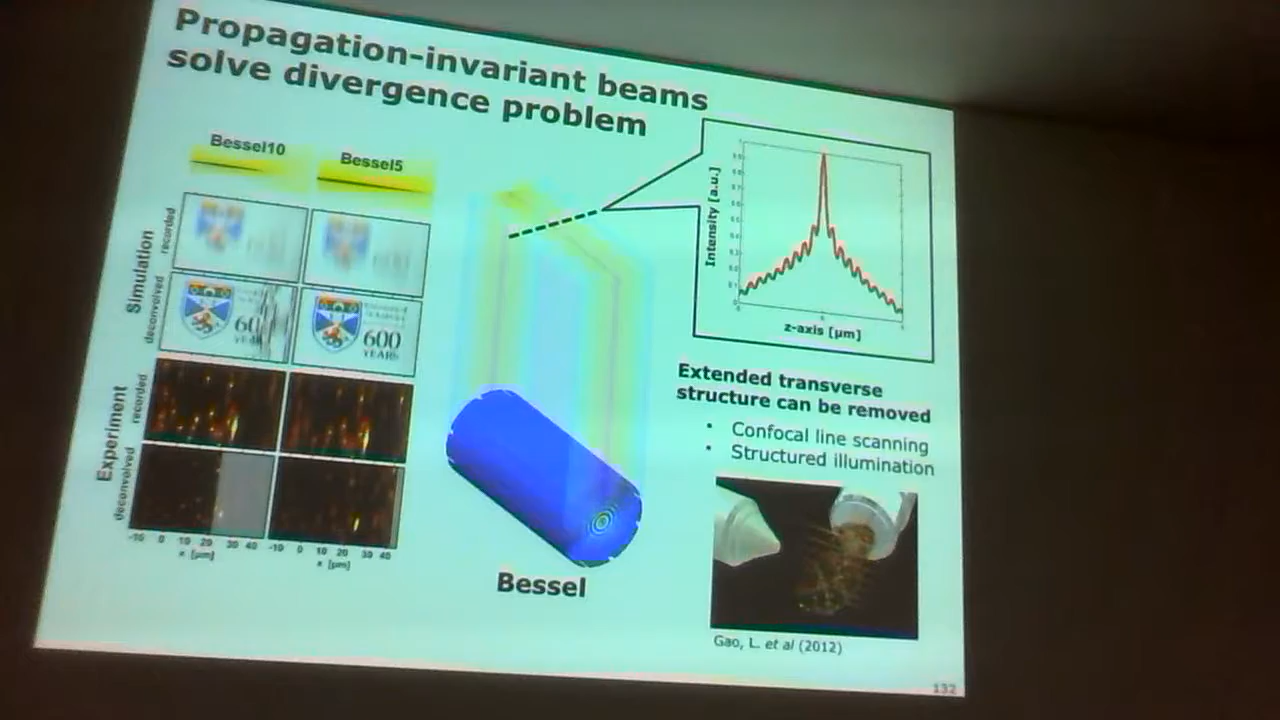 Propagation-invariant beams
solve divergence problem
Bessel10
Bessel5
Simulation
recorded
deconvolved
600
YEARS
Experiment
recorded
deconvolved
-10 0 10 20 30 40
x [µm]
-10 0 10 20 30 40
x [µm]
Bessel
Intensity [a.u.]
z-axis [µm]
Extended transverse
structure can be removed
• Confocal line scanning
• Structured illumination
Gao, L. et al (2012)
132